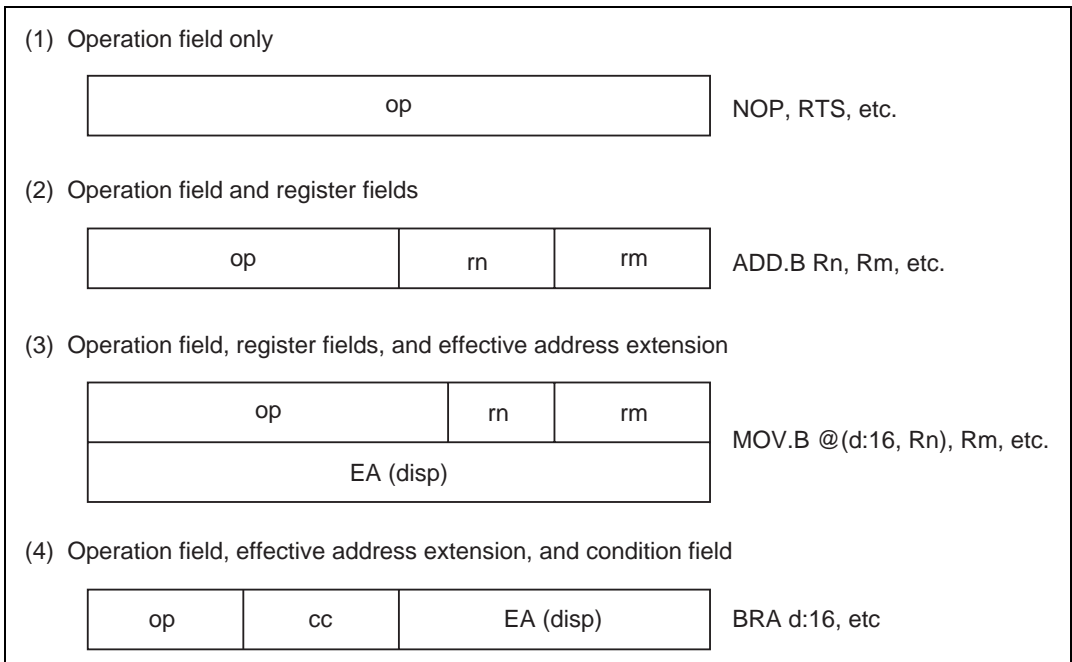 (1) Operation field only
op
NOP, RTS, etc.
(2) Operation field and register fields
op
rn
rm
ADD.B Rn, Rm, etc.
(3) Operation field, register fields, and effective address extension
op
rn
rm
EA (disp)
MOV.B @(d:16, Rn), Rm, etc.
(4) Operation field, effective address extension, and condition field
op
cc
EA (disp)
BRA d:16, etc